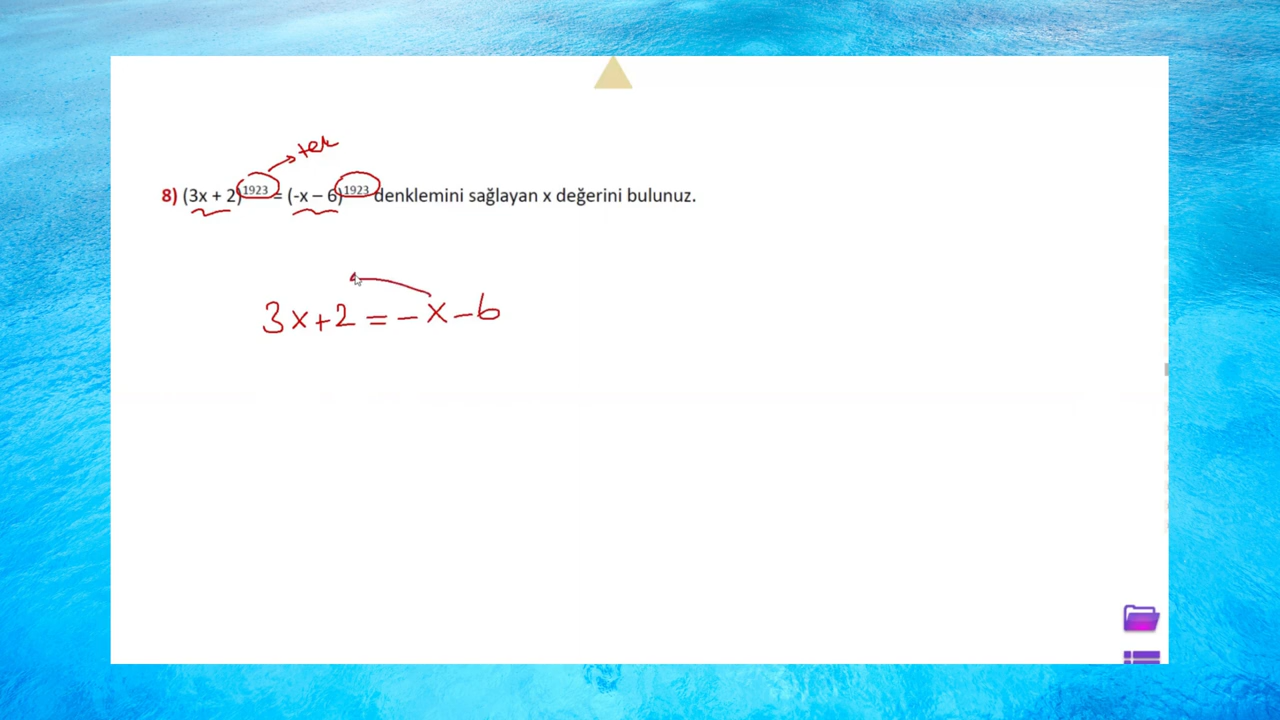 tek
8) (3x + 2)¹⁹²³ = (-x – 6)¹⁹²³ denklemini sağlayan x değerini bulunuz.
3x+2 = -x-6